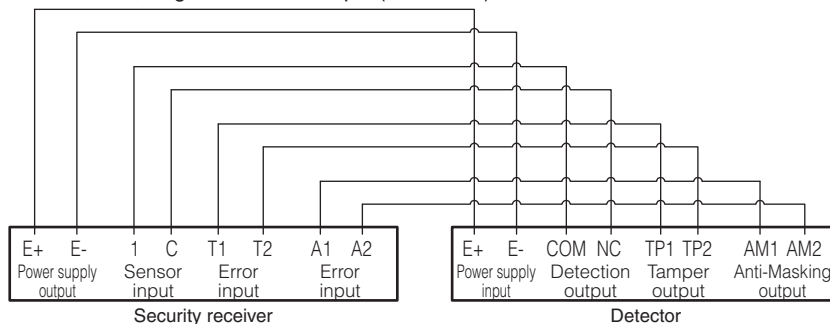 E+ E- 1 C T1 T2 A1 A2
Power supply output Sensor input Error input Error input
Security receiver
E+ E- COM NC TP1 TP2 AM1 AM2
Power supply input Detection output Tamper output Anti-Masking output
Detector